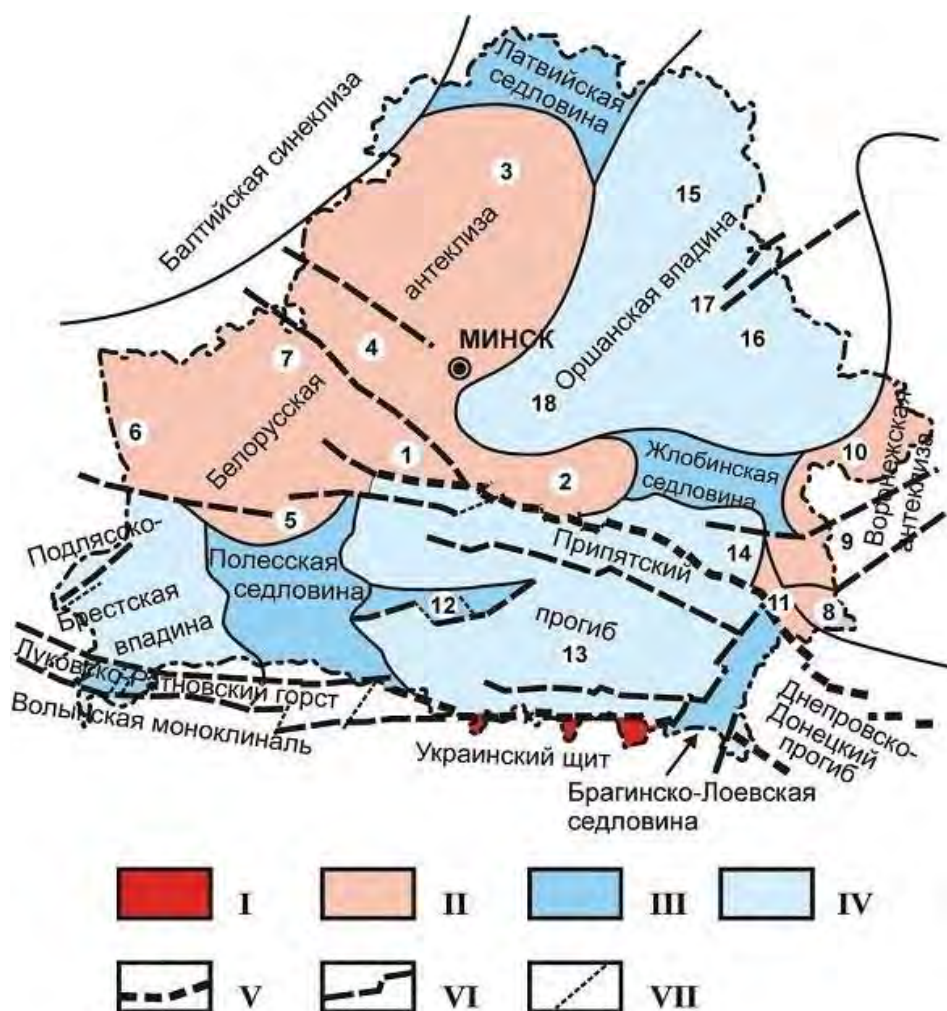 Латвийская
седловина
Балтийская синеклиза
3
15
антеклиза
Оршанская впадина
17
7
4
МИНСК
16
6
Белорусская
18
1
Жлобинская
седловина
10
Воронежская
антеклиза
2
5
Подлясско-
Брестская
впадина
Полесская
седловина
Припятский
14
9
12
11
8
прогиб
13
Луковско-Ратновский горст
Волынская моноклиналь
Украинский щит
Днепровско-
Донецкий
прогиб
Брагинско-Лоевская
седловина
I
II
III
IV
V
VI
VII